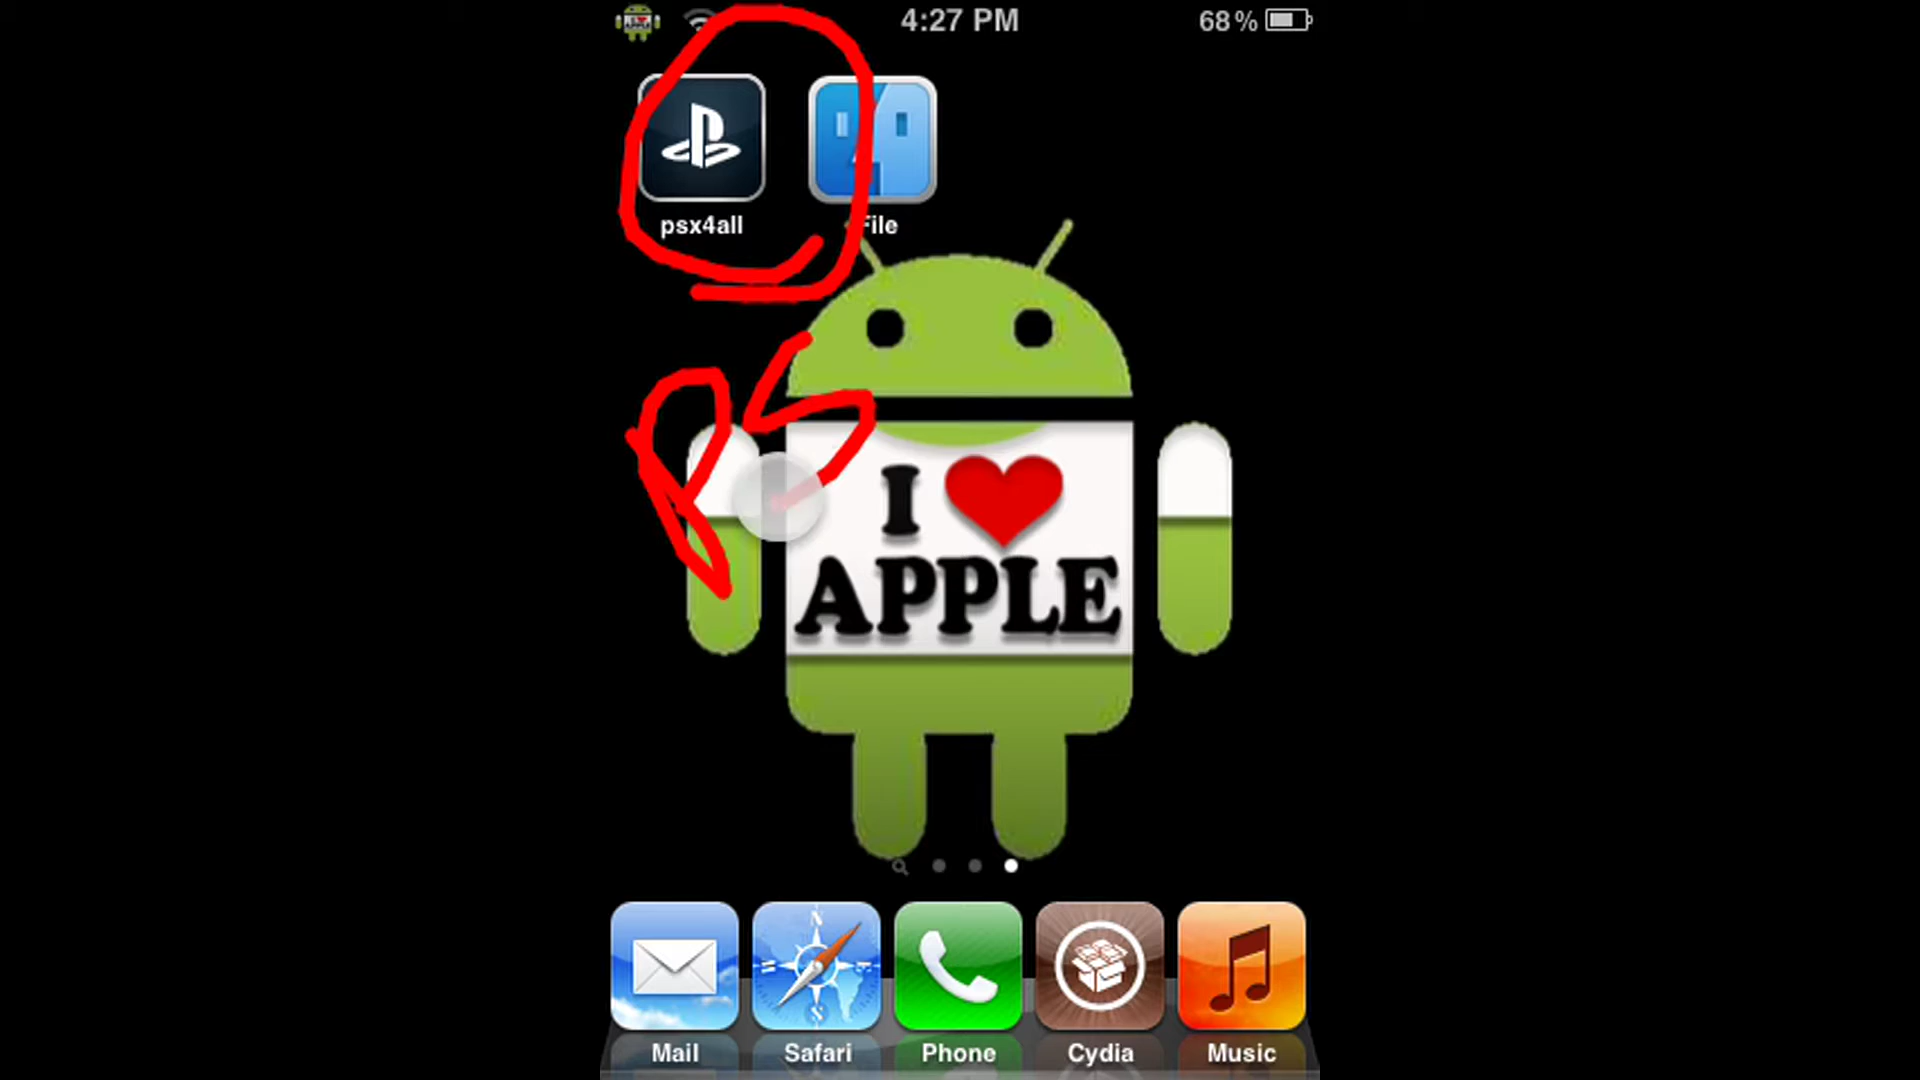 4:27 PM 68%
psx4all File
PS
I
APPLE
Mail Safari Phone Cydia Music